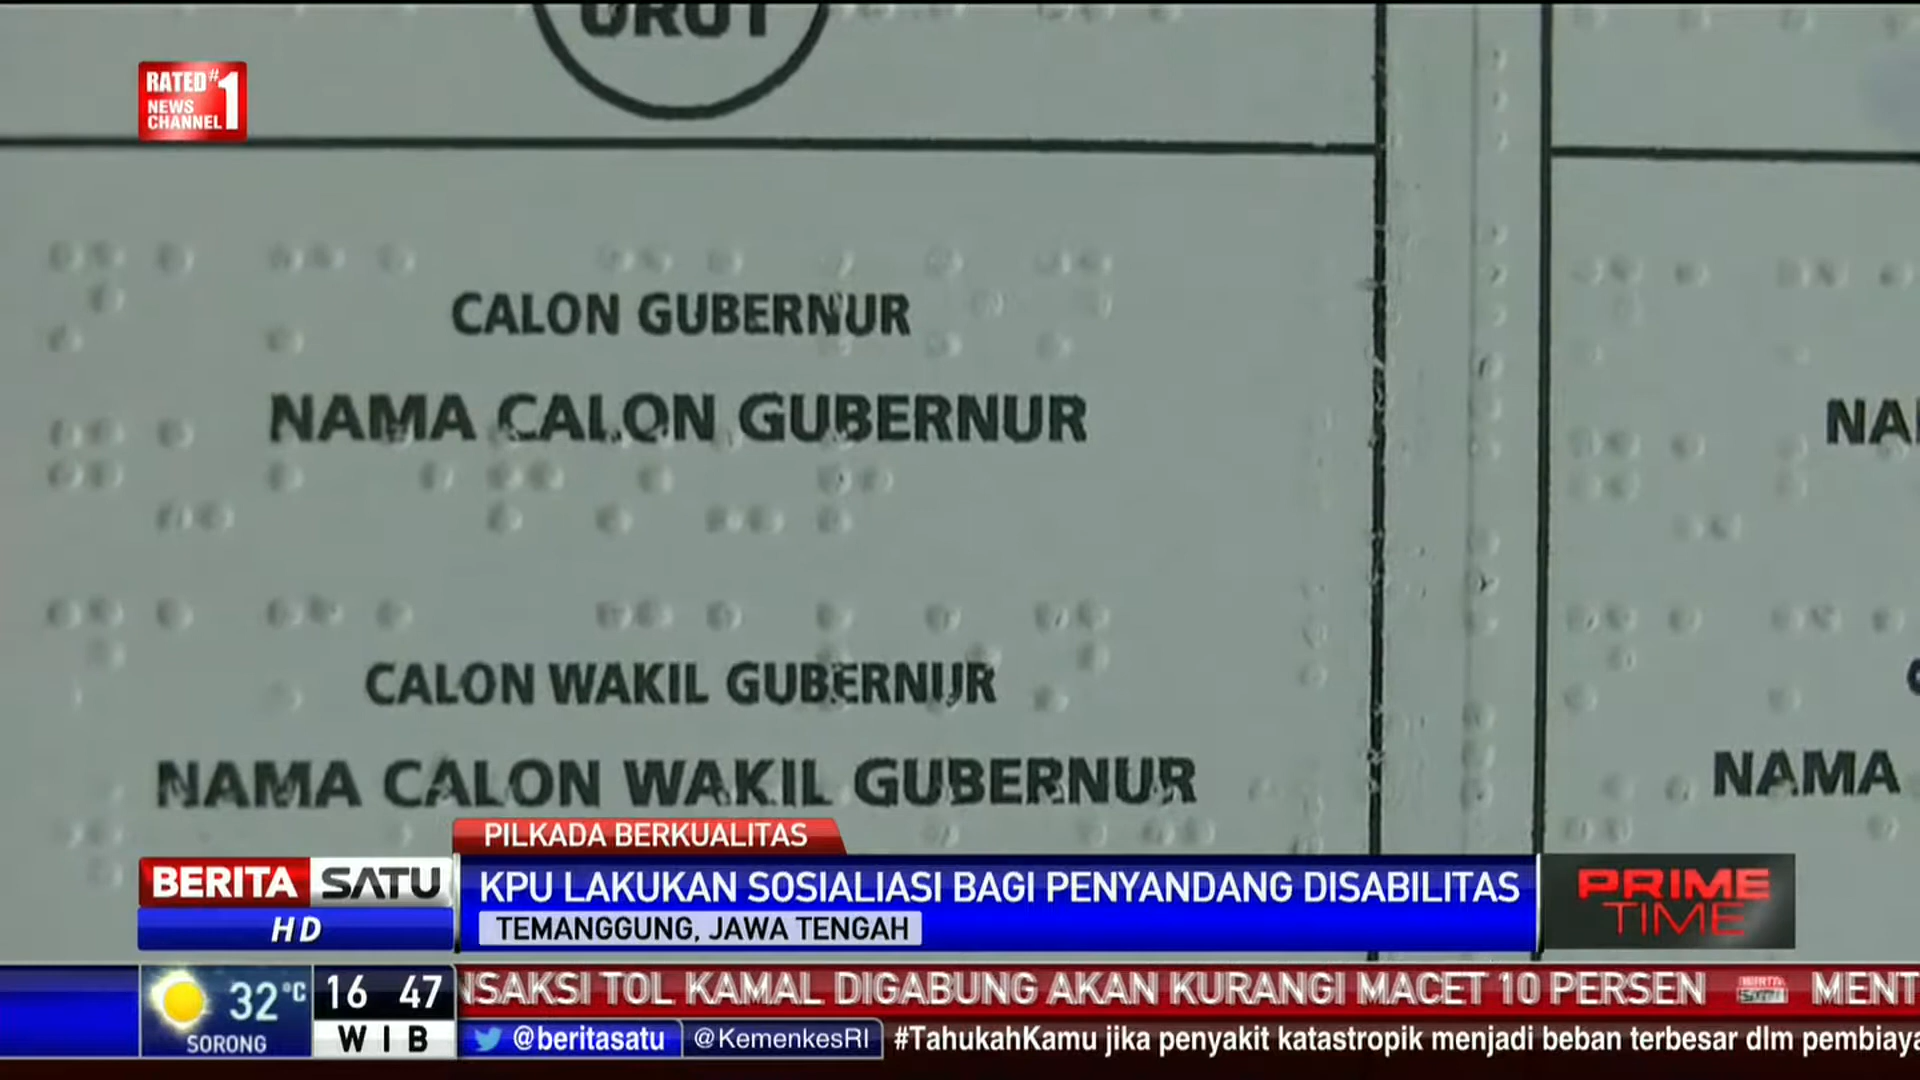 URUT
RATED #1
NEWS
CHANNEL
CALON GUBERNUR
NAMA CALON GUBERNUR
CALON WAKIL GUBERNUR
NAMA CALON WAKIL GUBERNUR
NAMA
PILKADA BERKUALITAS
BERITA SATU
HD
KPU LAKUKAN SOSIALIASI BAGI PENYANDANG DISABILITAS
TEMANGGUNG, JAWA TENGAH
PRIME
TIME
32°C
SORONG
16 47
WIB
NSAKSI TOL KAMAL DIGABUNG AKAN KURANGI MACET 10 PERSEN BERITA SATU MENT
@beritasatu @KemenkesRI #TahukahKamu jika penyakit katastropik menjadi beban terbesar dlm pembiaya